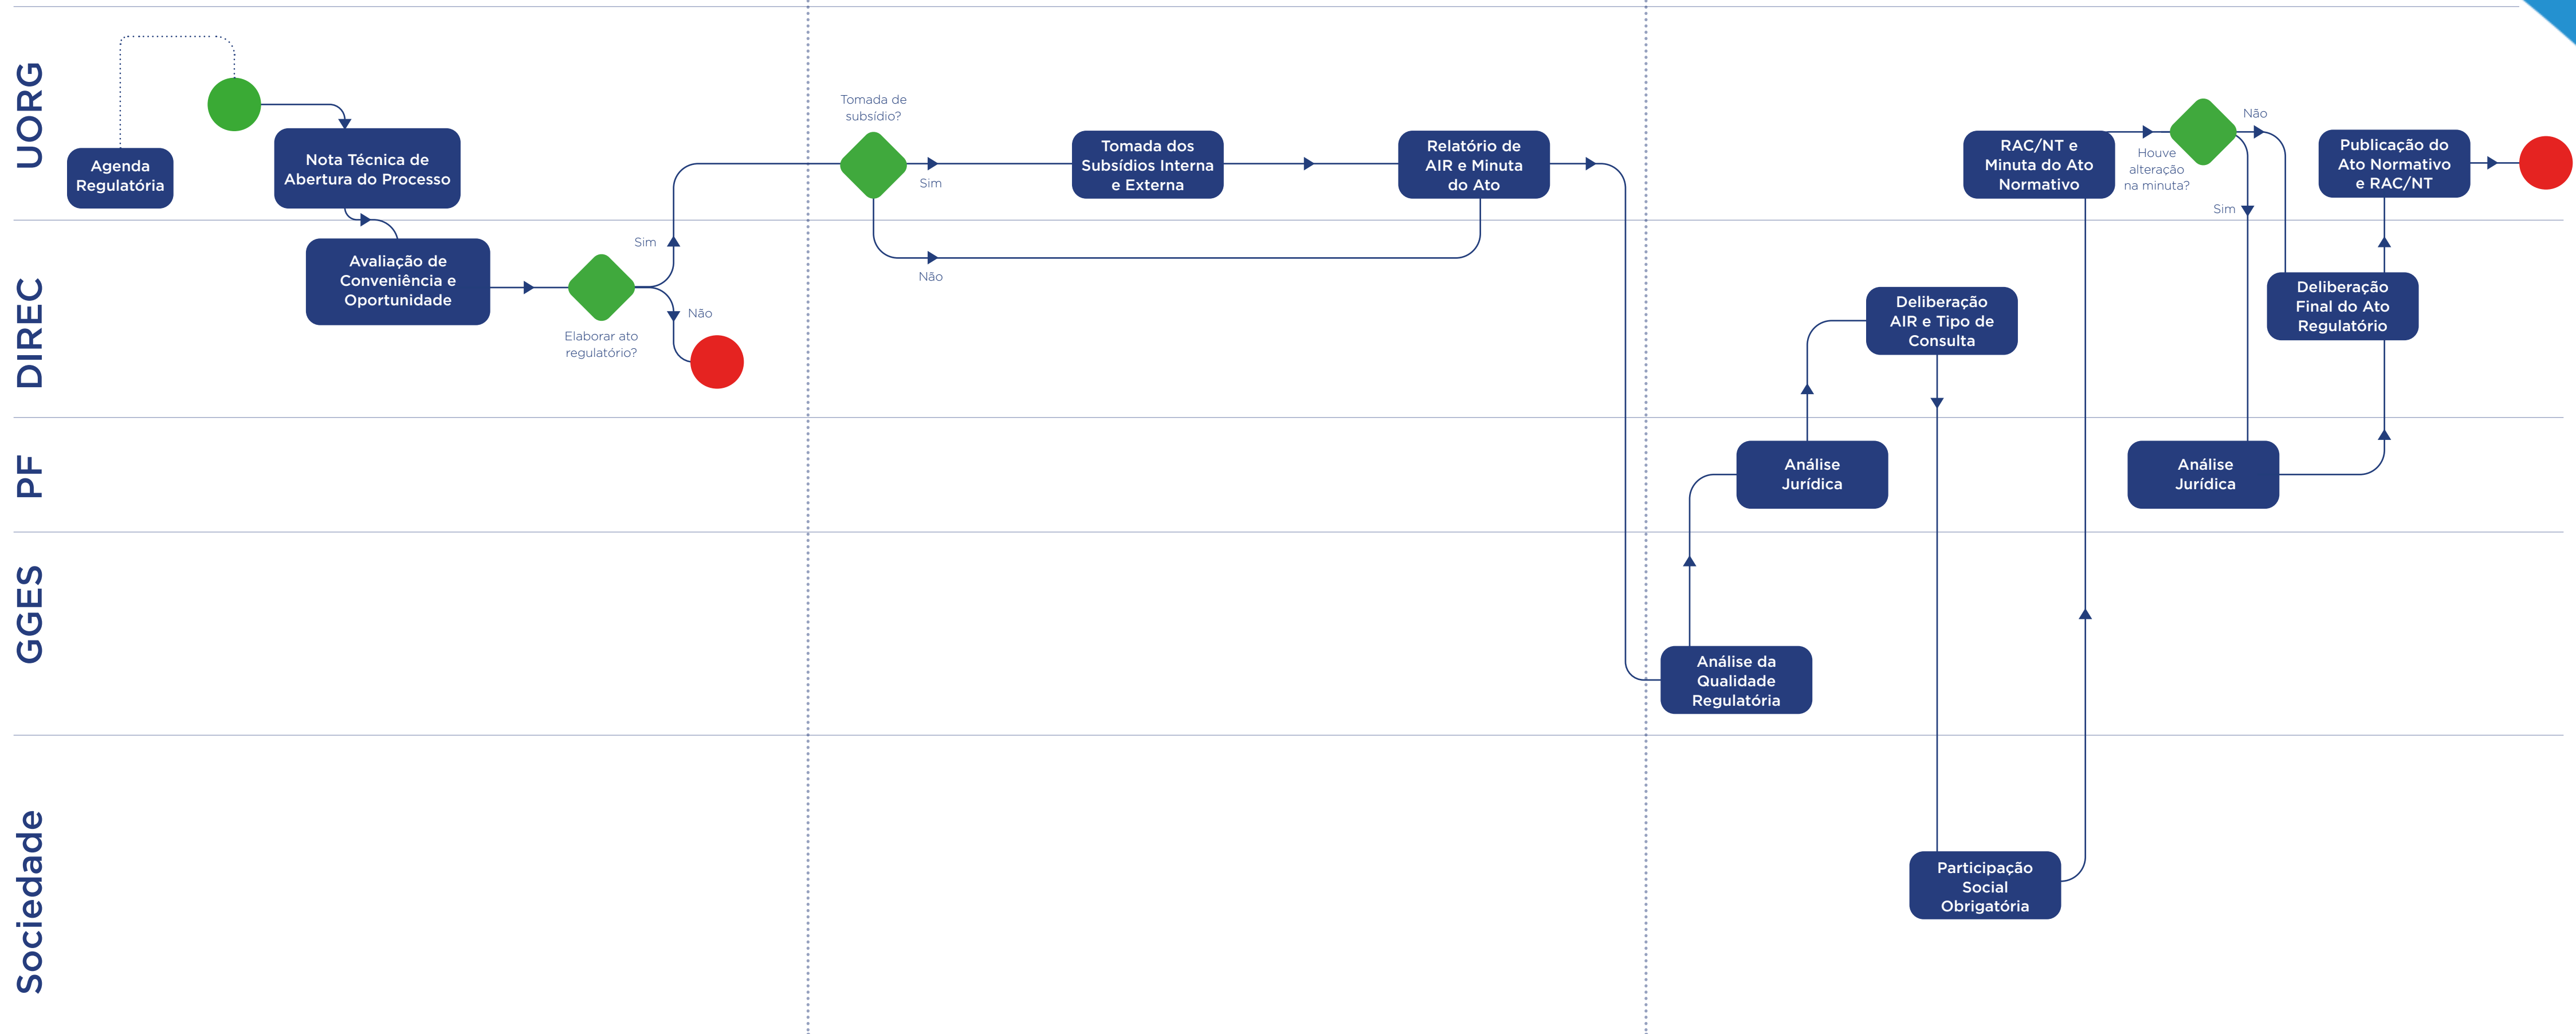 UORG
Agenda
Regulatória
Nota Técnica de
Abertura do Processo
Tomada de
subsídio?
Sim
Não
Tomada dos
Subsídios Interna
e Externa
Relatório de
AIR e Minuta
do Ato
RAC/NT e
Minuta do Ato
Normativo
Houve
alteração
na minuta?
Não
Sim
Publicação do
Ato Normativo
e RAC/NT
DIREC
Avaliação de
Conveniência e
Oportunidade
Elaborar ato
regulatório?
Sim
Não
Deliberação
AIR e Tipo de
Consulta
Deliberação
Final do Ato
Regulatório
PF
Análise
Jurídica
Análise
Jurídica
GGES
Análise da
Qualidade
Regulatória
Sociedade
Participação
Social
Obrigatória